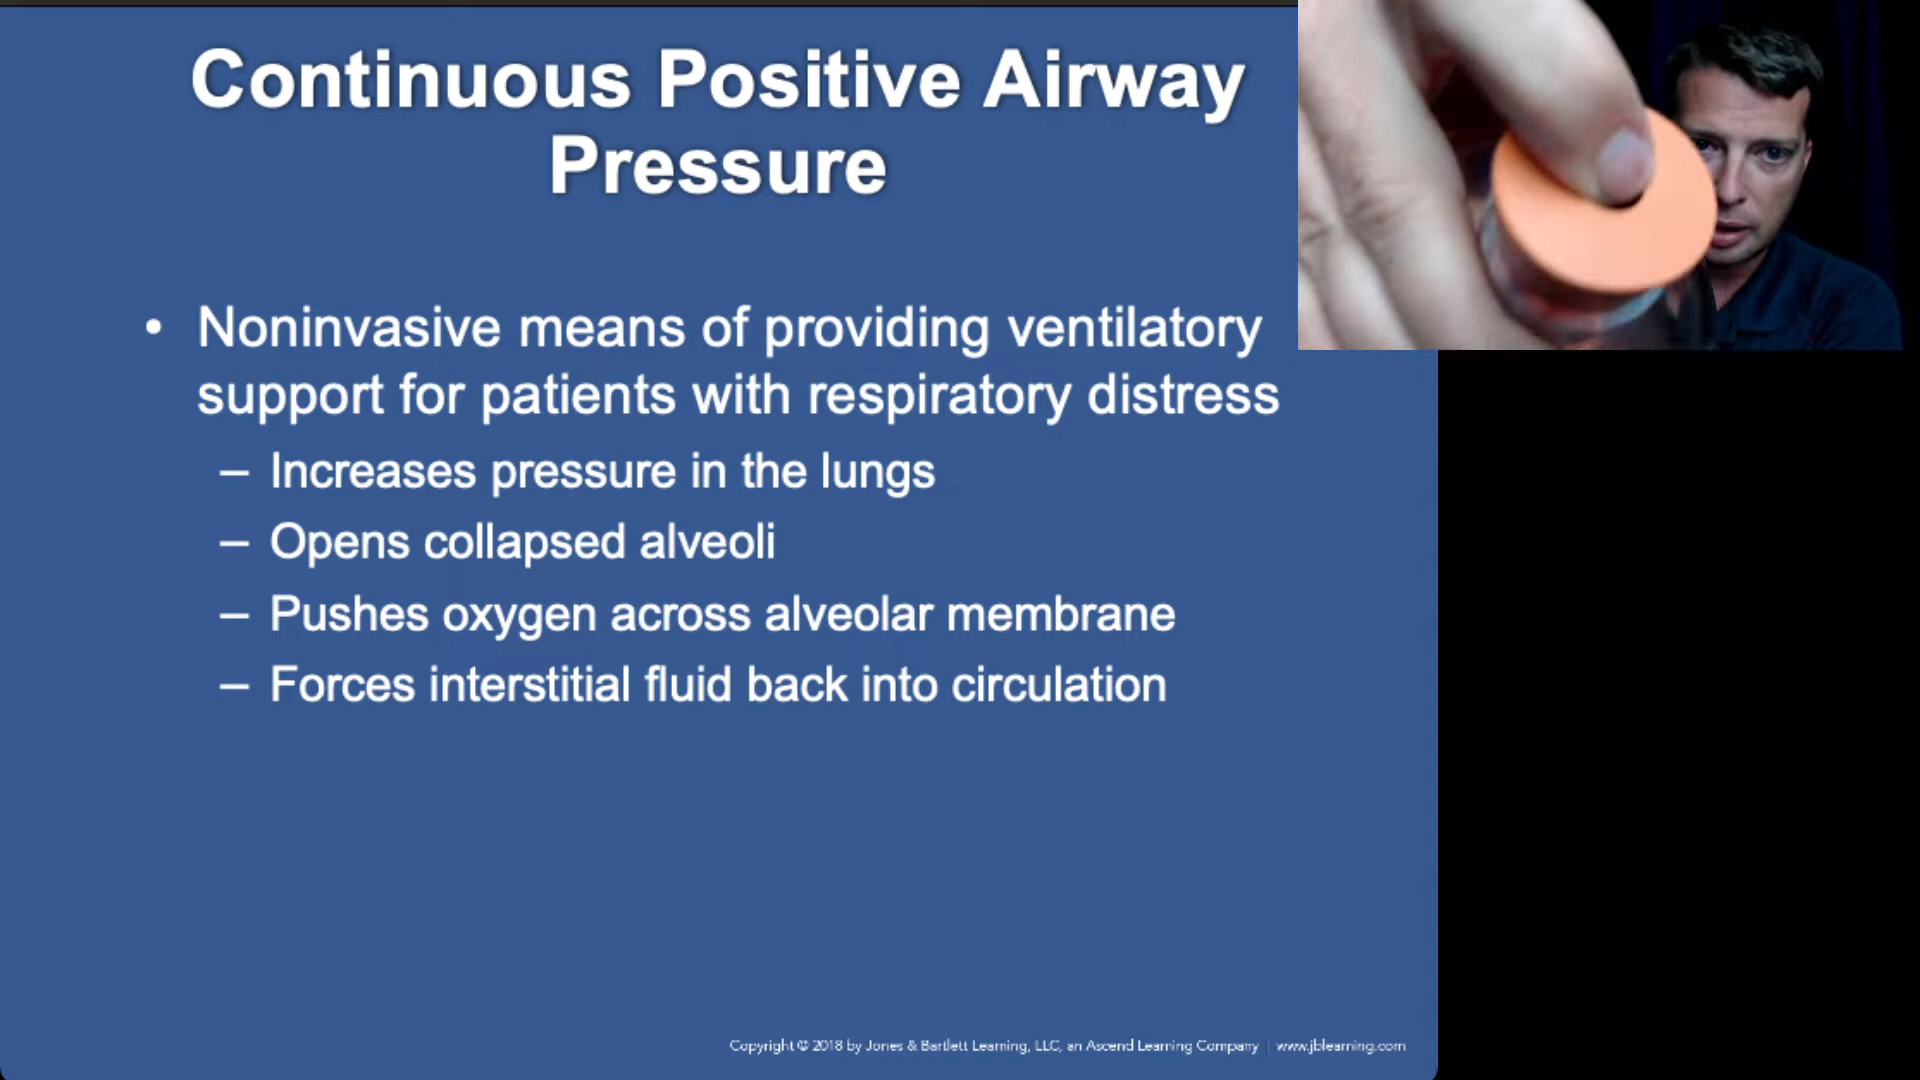 Continuous Positive Airway
Pressure
• Noninvasive means of providing ventilatory
support for patients with respiratory distress
– Increases pressure in the lungs
– Opens collapsed alveoli
– Pushes oxygen across alveolar membrane
– Forces interstitial fluid back into circulation
Copyright © 2018 by Jones & Bartlett Learning, LLC, an Ascend Learning Company | www.jblearning.com